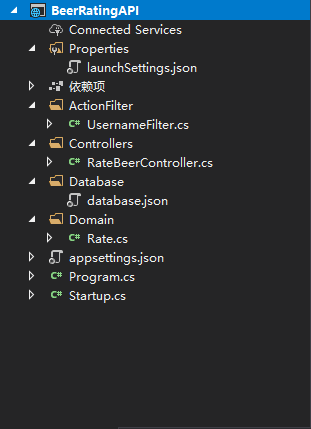 BeerRatingAPI
Connected Services
Properties
launchSettings.json
依赖项
ActionFilter
C# UsernameFilter.cs
Controllers
C# RateBeerController.cs
Database
database.json
Domain
C# Rate.cs
appsettings.json
C# Program.cs
C# Startup.cs